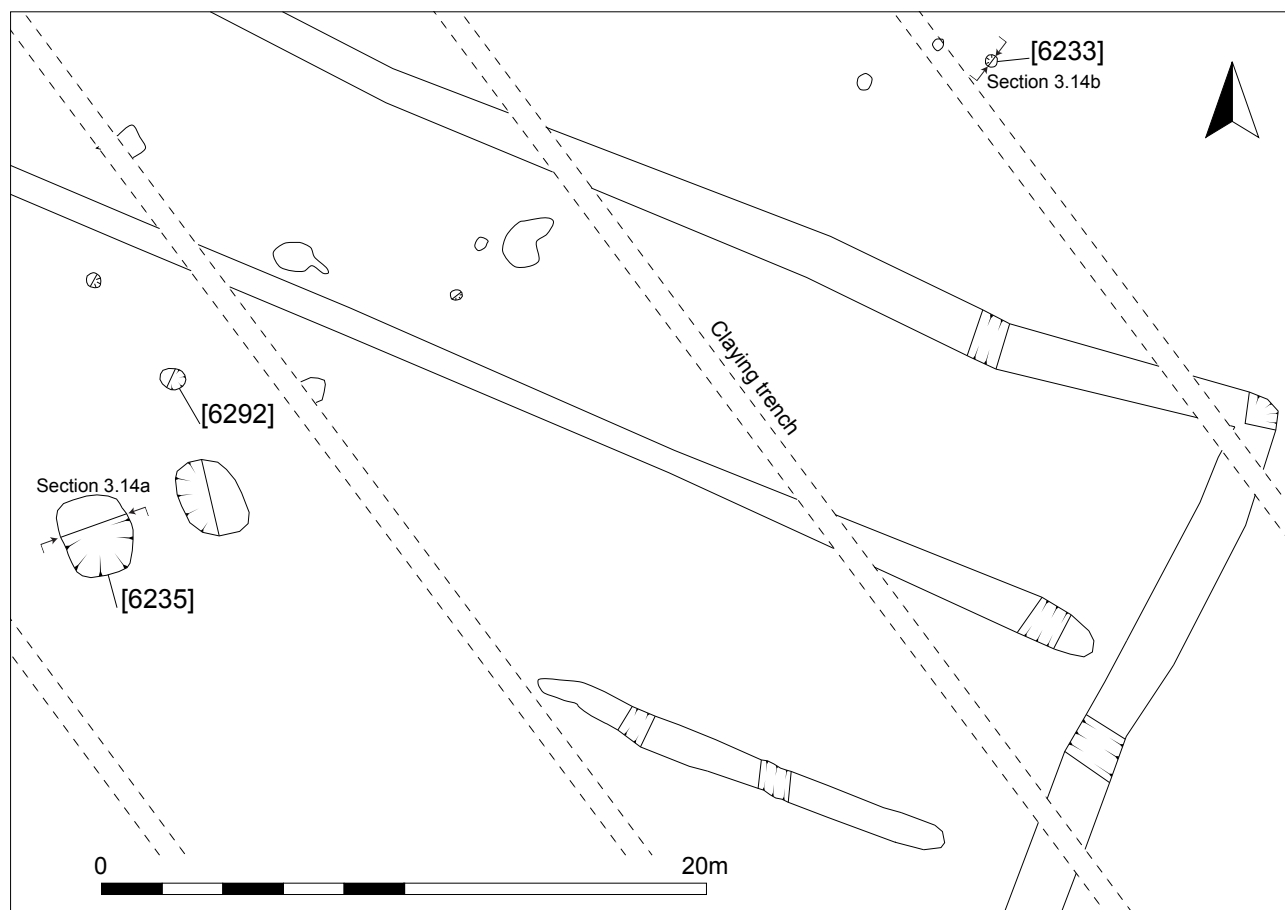 [6233]
Section 3.14b
Claying trench
[6292]
Section 3.14a
[6235]
0
20m